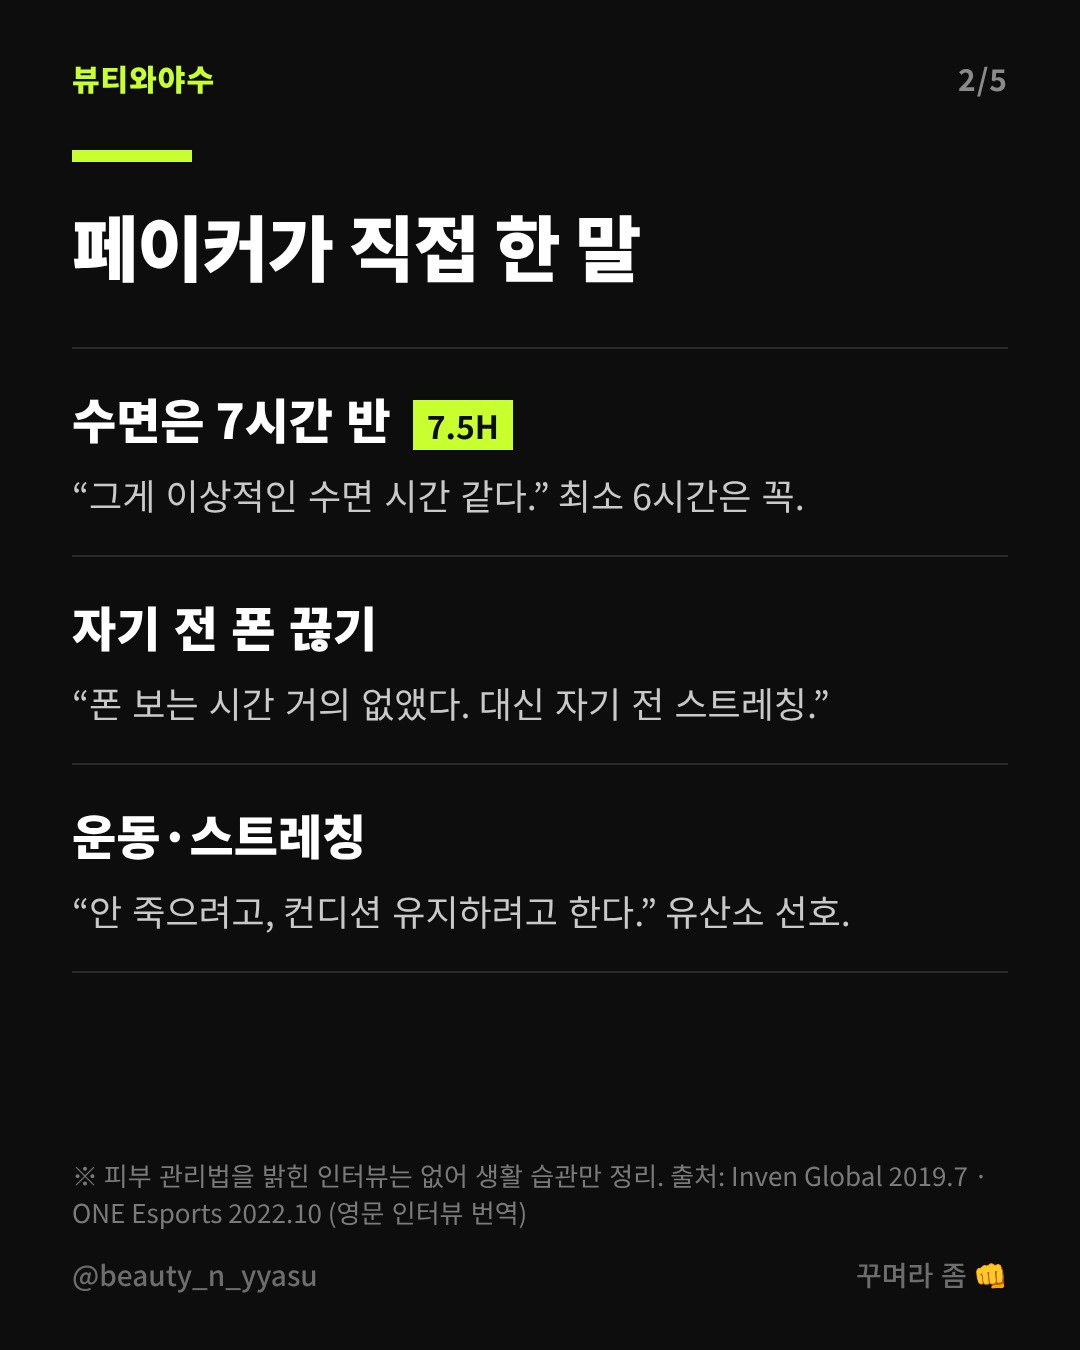 뷰티와야수
2/5
페이커가 직접 한 말
수면은 7시간 반 7.5H
“그게 이상적인 수면 시간 같다.” 최소 6시간은 꼭.
자기 전 폰 끊기
“폰 보는 시간 거의 없앴다. 대신 자기 전 스트레칭.”
운동·스트레칭
“안 죽으려고, 컨디션 유지하려고 한다.” 유산소 선호.
※ 피부 관리법을 밝힌 인터뷰는 없어 생활 습관만 정리. 출처: Inven Global 2019.7 ·
ONE Esports 2022.10 (영문 인터뷰 번역)
@beauty_n_yyasu
꾸며라 좀 👊